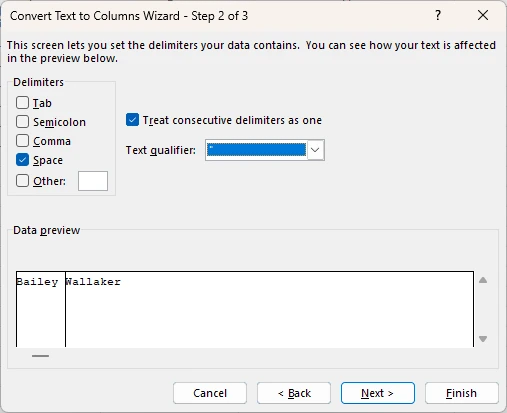 Convert Text to Columns Wizard - Step 2 of 3 ?
This screen lets you set the delimiters your data contains. You can see how your text is affected
in the preview below.
Delimiters
Tab
Semicolon
Comma
Space
Other:
Treat consecutive delimiters as one
Text qualifier: "
Data preview
Bailey Wallaker
Cancel < Back Next > Finish